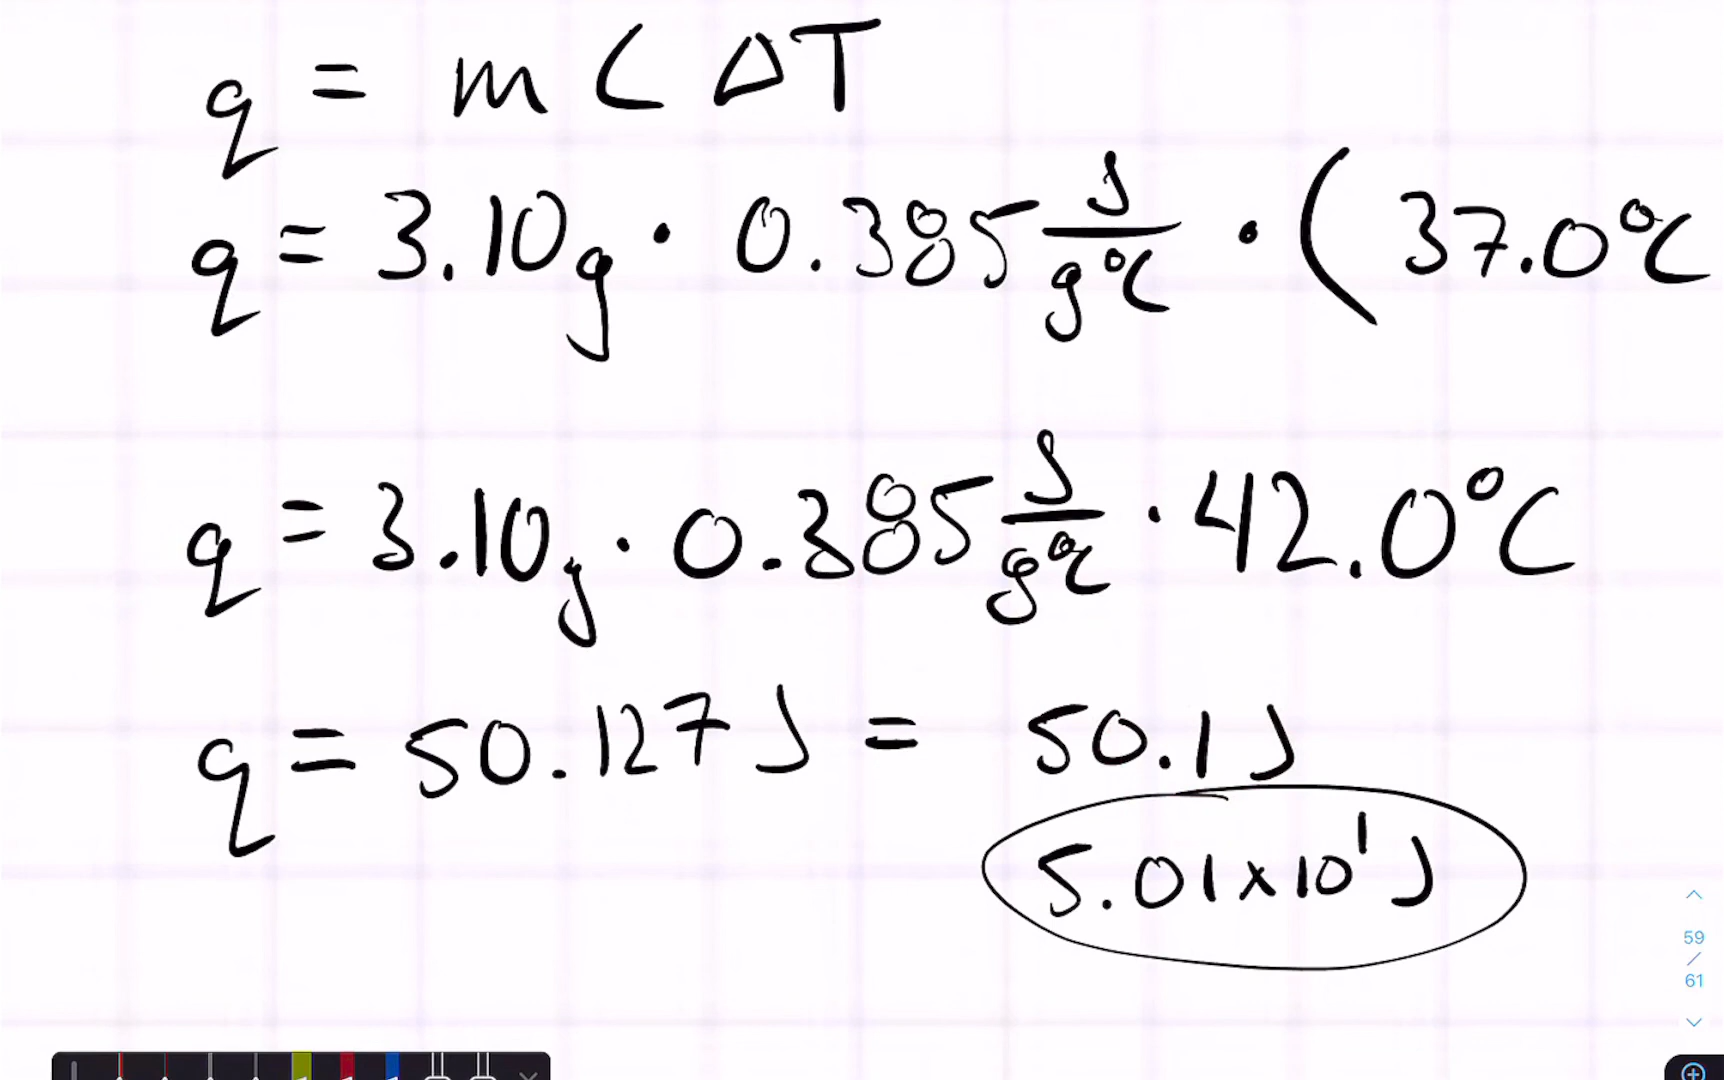 q = m C ΔT
q = 3.10g · 0.385 J/g°C · (37.0°C
q = 3.10g · 0.385 J/g°C · 42.0°C
q = 50.127 J = 50.1 J
5.01 x 10¹ J
59
/
61